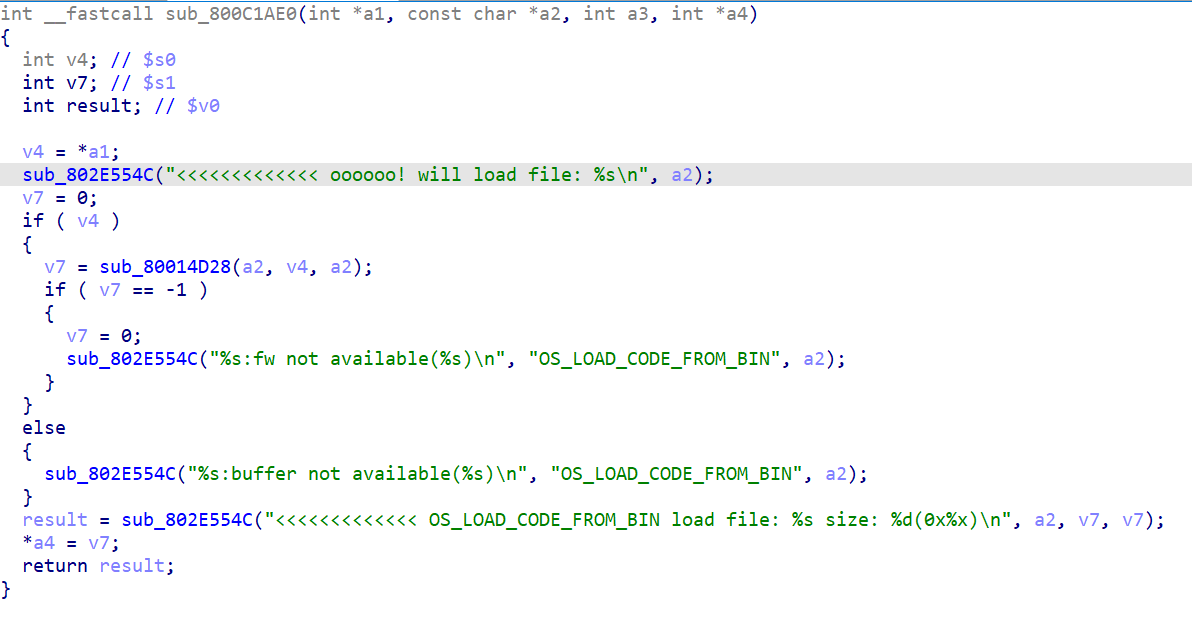 int __fastcall sub_800C1AE0(int *a1, const char *a2, int a3, int *a4)
{
  int v4; // $s0
  int v7; // $s1
  int result; // $v0

  v4 = *a1;
  sub_802E554C("<<<<<<<<<<<<< oooooo! will load file: %s\n", a2);
  v7 = 0;
  if ( v4 )
  {
    v7 = sub_80014D28(a2, v4, a2);
    if ( v7 == -1 )
    {
      v7 = 0;
      sub_802E554C("%s:fw not available(%s)\n", "OS_LOAD_CODE_FROM_BIN", a2);
    }
  }
  else
  {
    sub_802E554C("%s:buffer not available(%s)\n", "OS_LOAD_CODE_FROM_BIN", a2);
  }
  result = sub_802E554C("<<<<<<<<<<<<< OS_LOAD_CODE_FROM_BIN load file: %s size: %d(0x%x)\n", a2, v7, v7);
  *a4 = v7;
  return result;
}